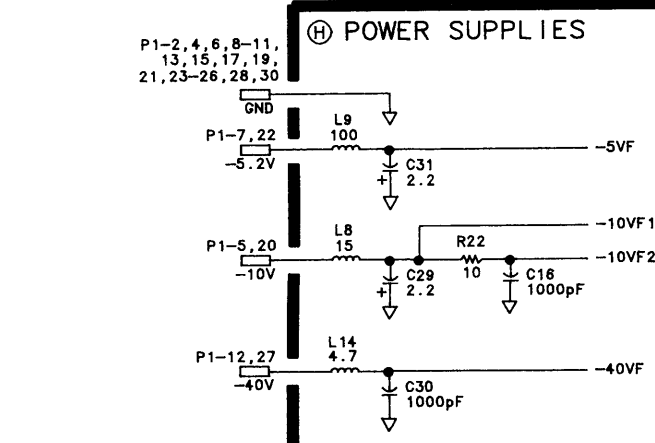 H POWER SUPPLIES
P1-2,4,6,8-11,
13,15,17,19,
21,23-26,28,30
GND
L9
100
P1-7,22
-5.2V
-5VF
C31
2.2
+
-10VF1
L8
15
P1-5,20
-10V
R22
10
-10VF2
C29
2.2
+
C16
1000pF
L14
4.7
P1-12,27
-40V
-40VF
C30
1000pF